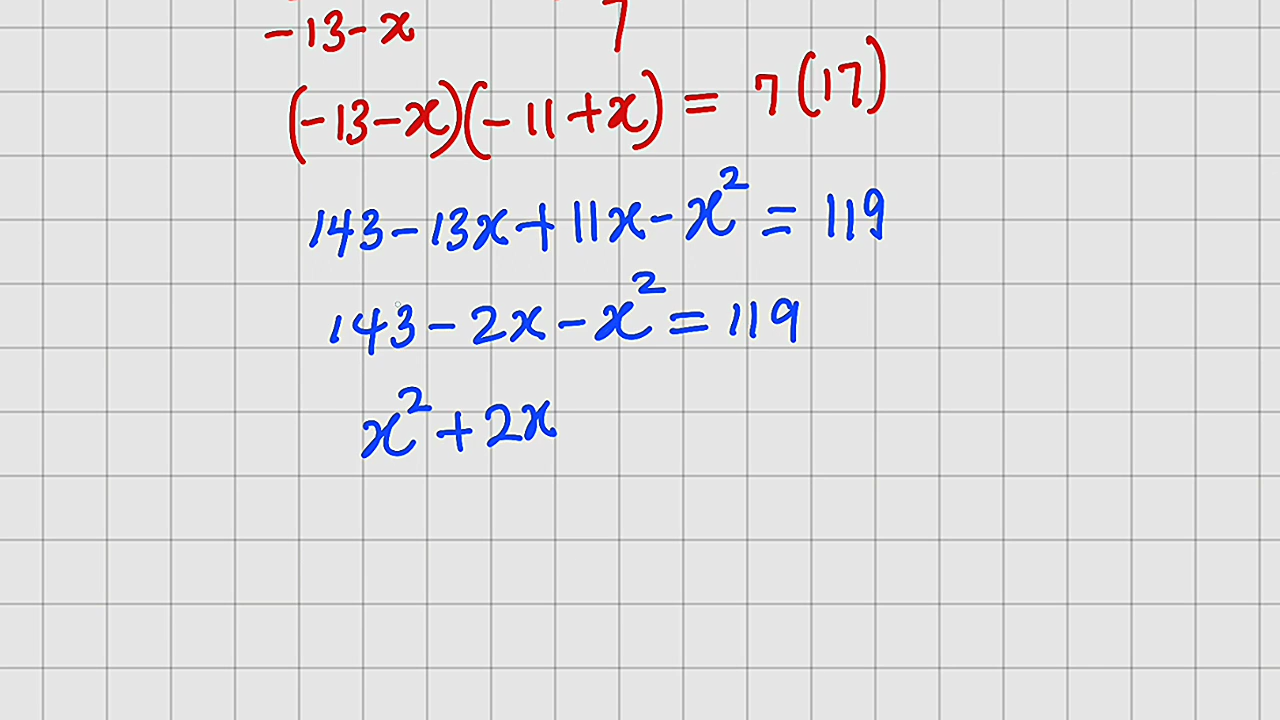 -13-x 7
(-13-x)(-11+x) = 7(17)
143-13x+11x-x² = 119
143-2x-x² = 119
x²+2x